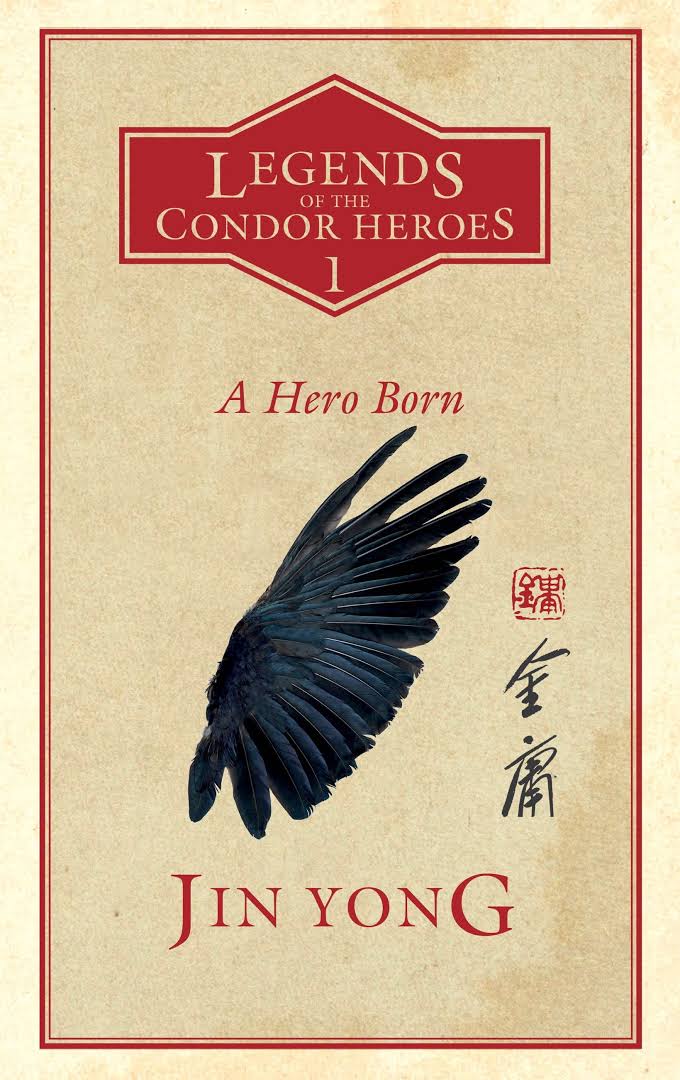 LEGENDS
OF THE
CONDOR HEROES
1
A Hero Born
金庸
JIN YONG